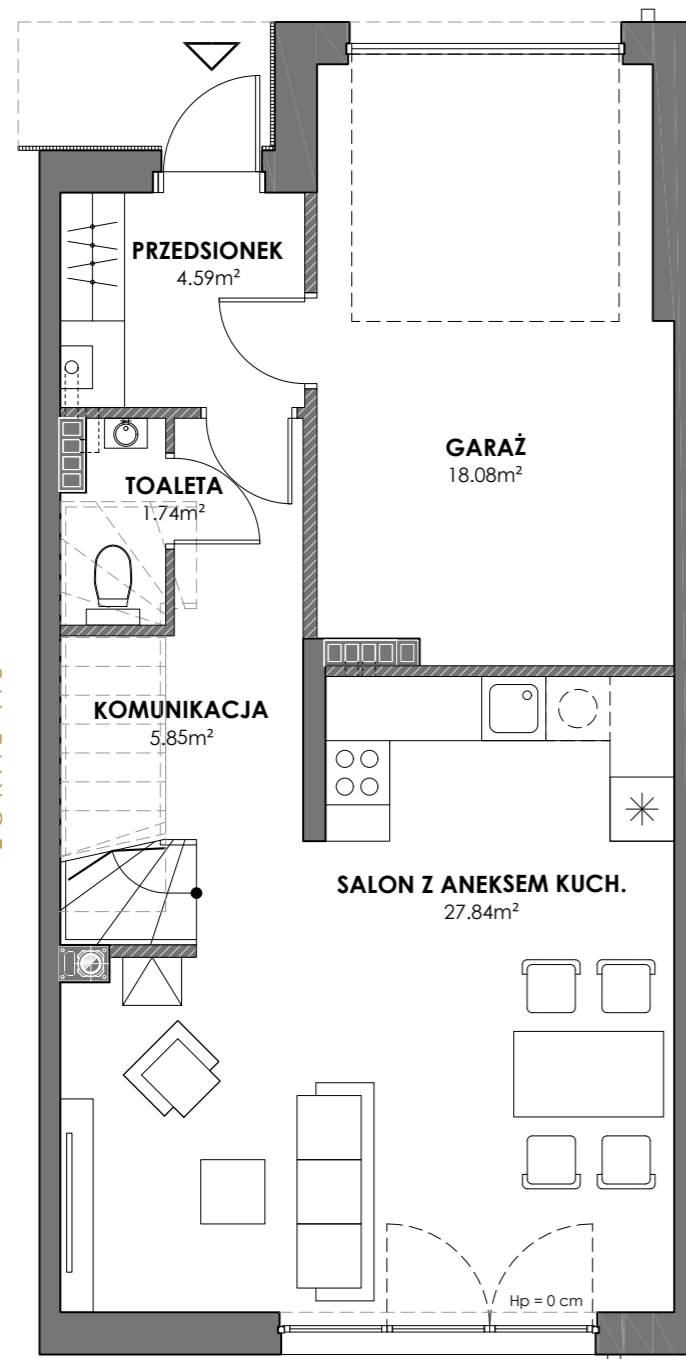 PRZEDSIONEK
4.59m²
GARAŻ
18.08m²
TOALETA
1.74m²
KOMUNIKACJA
5.85m²
SALON Z ANEKSEM KUCH.
27.84m²
Hp = 0 cm